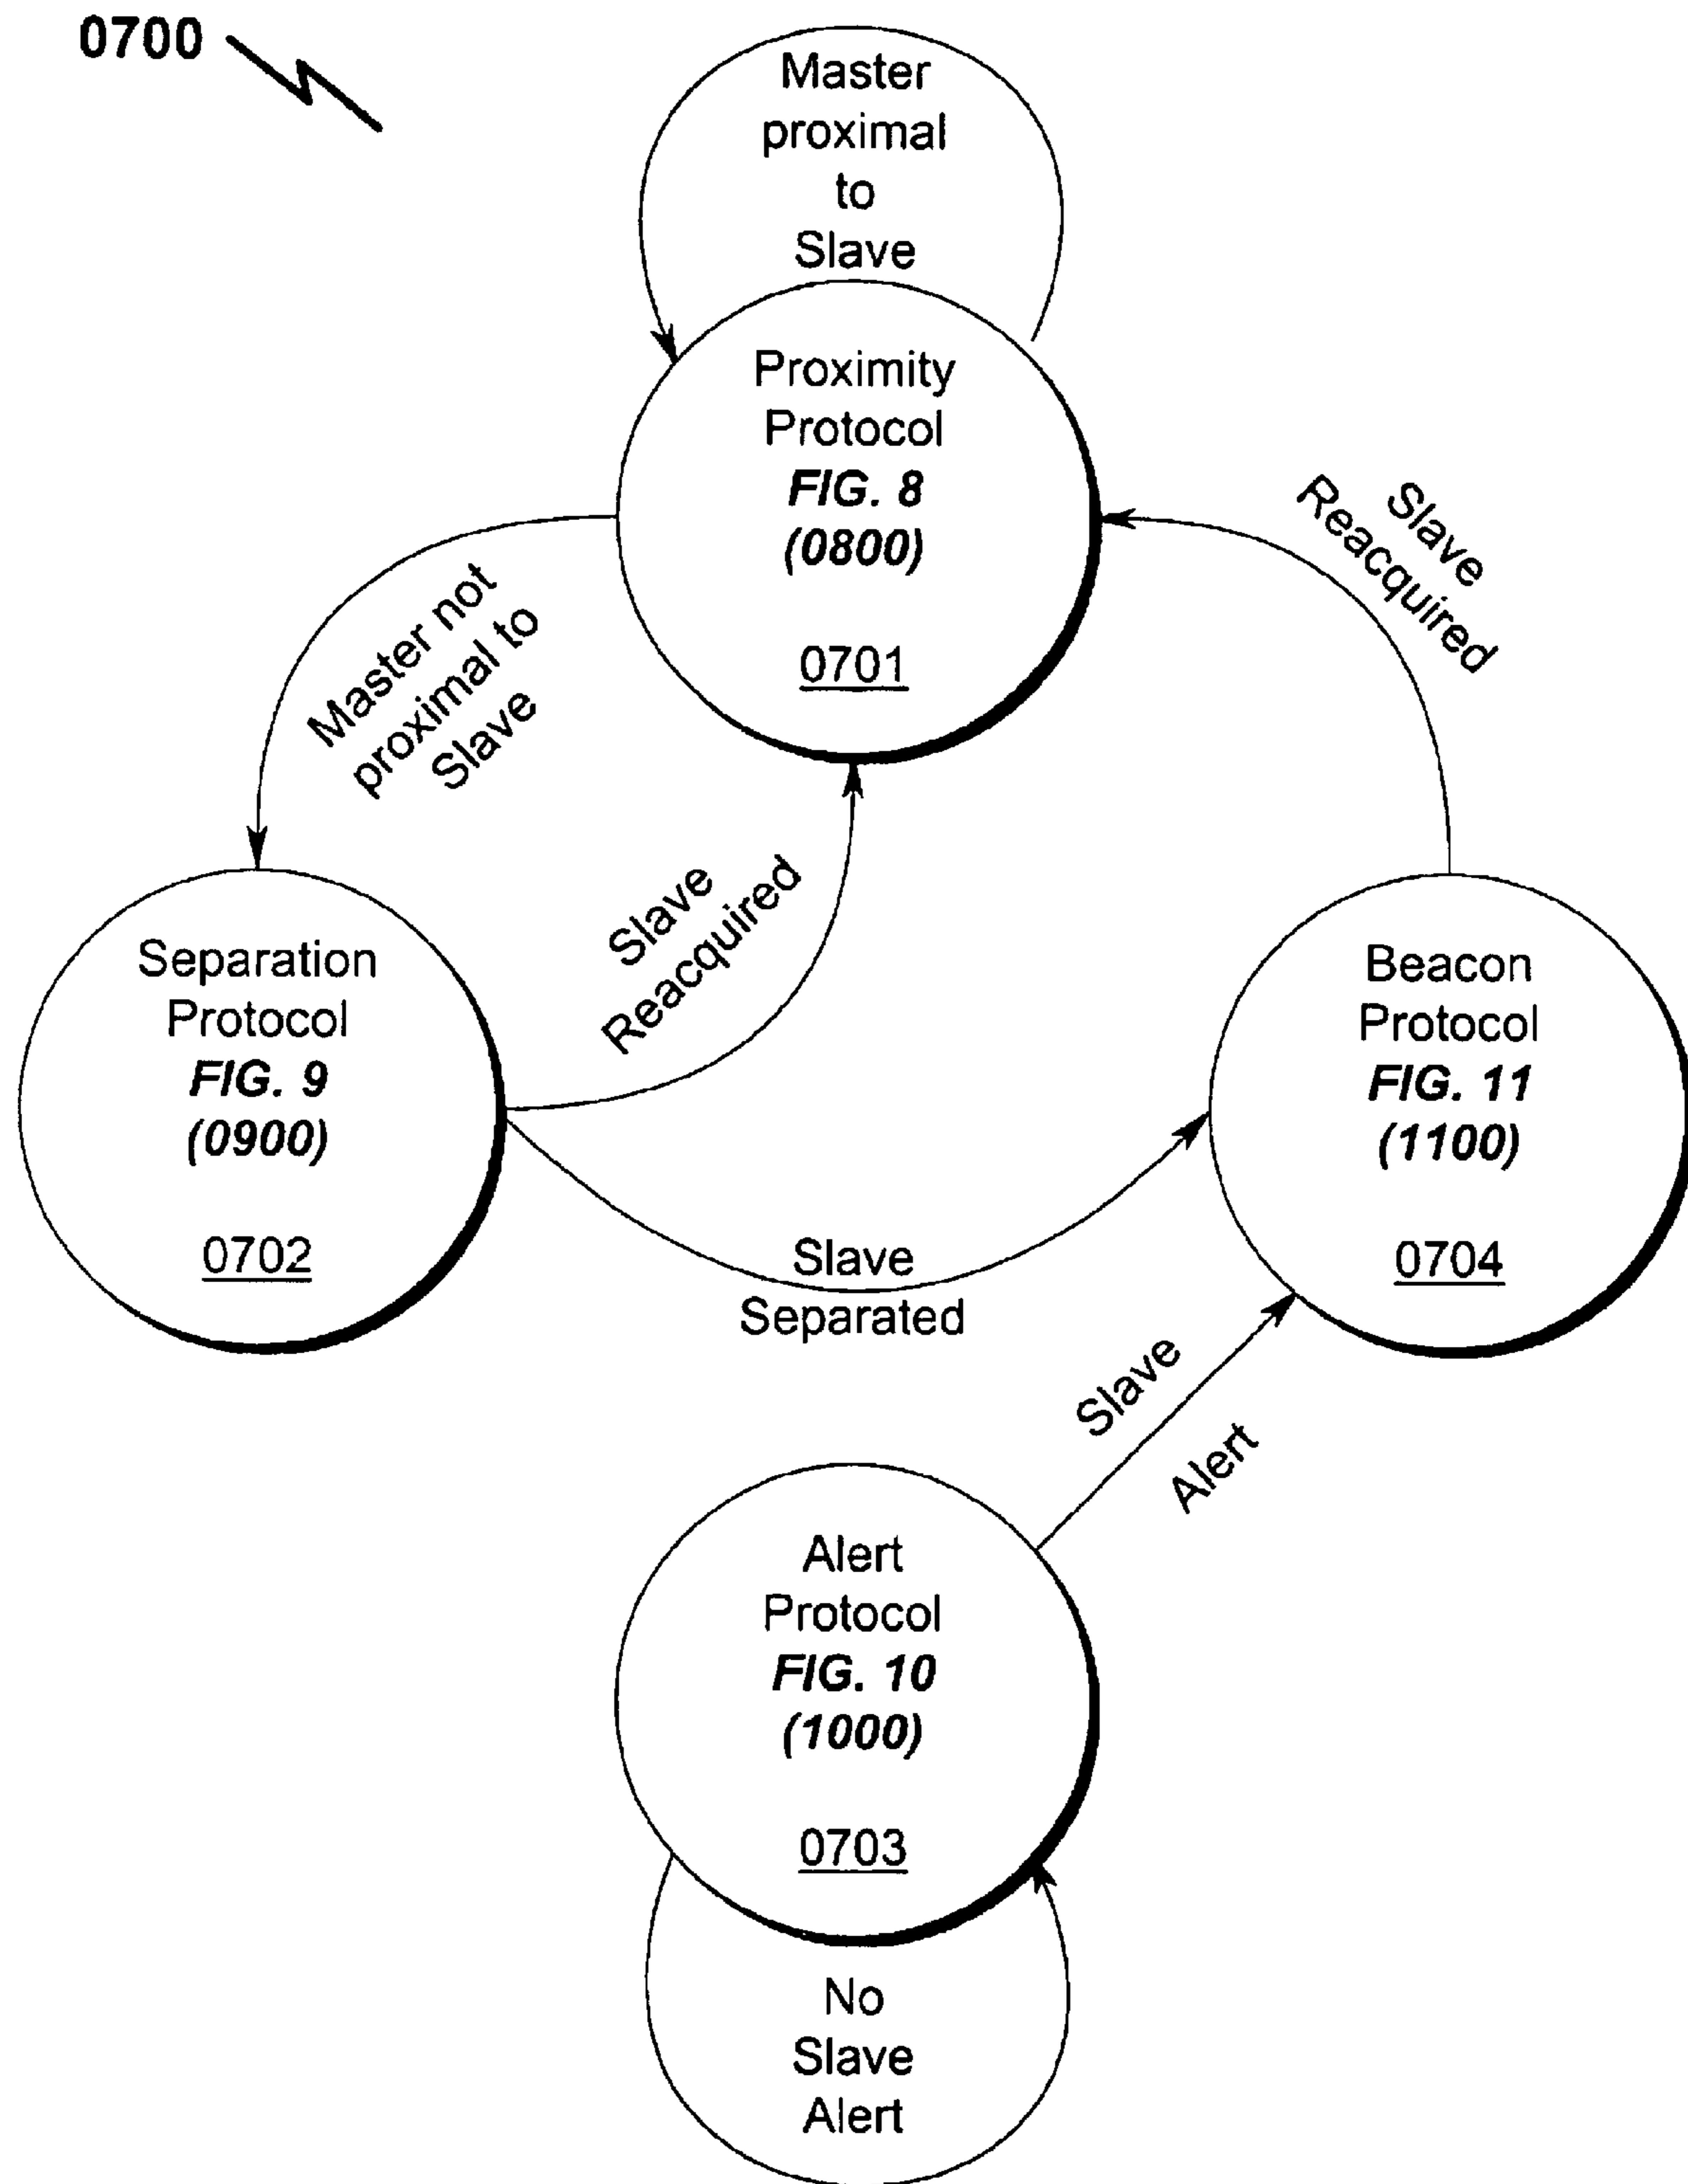 0700
Master
proximal
to
Slave
Proximity
Protocol
FIG. 8
(0800)
0701
Master not
proximal to
Slave
Slave
Reacquired
Slave
Reacquired
Separation
Protocol
FIG. 9
(0900)
0702
Beacon
Protocol
FIG. 11
(1100)
0704
Slave
Separated
Slave
Alert
Alert
Protocol
FIG. 10
(1000)
0703
No
Slave
Alert